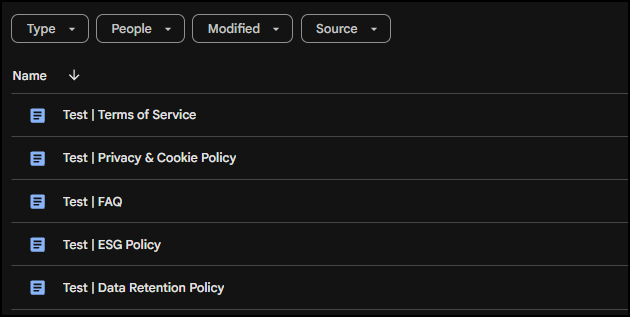 Type People Modified Source
Name
Test | Terms of Service
Test | Privacy & Cookie Policy
Test | FAQ
Test | ESG Policy
Test | Data Retention Policy